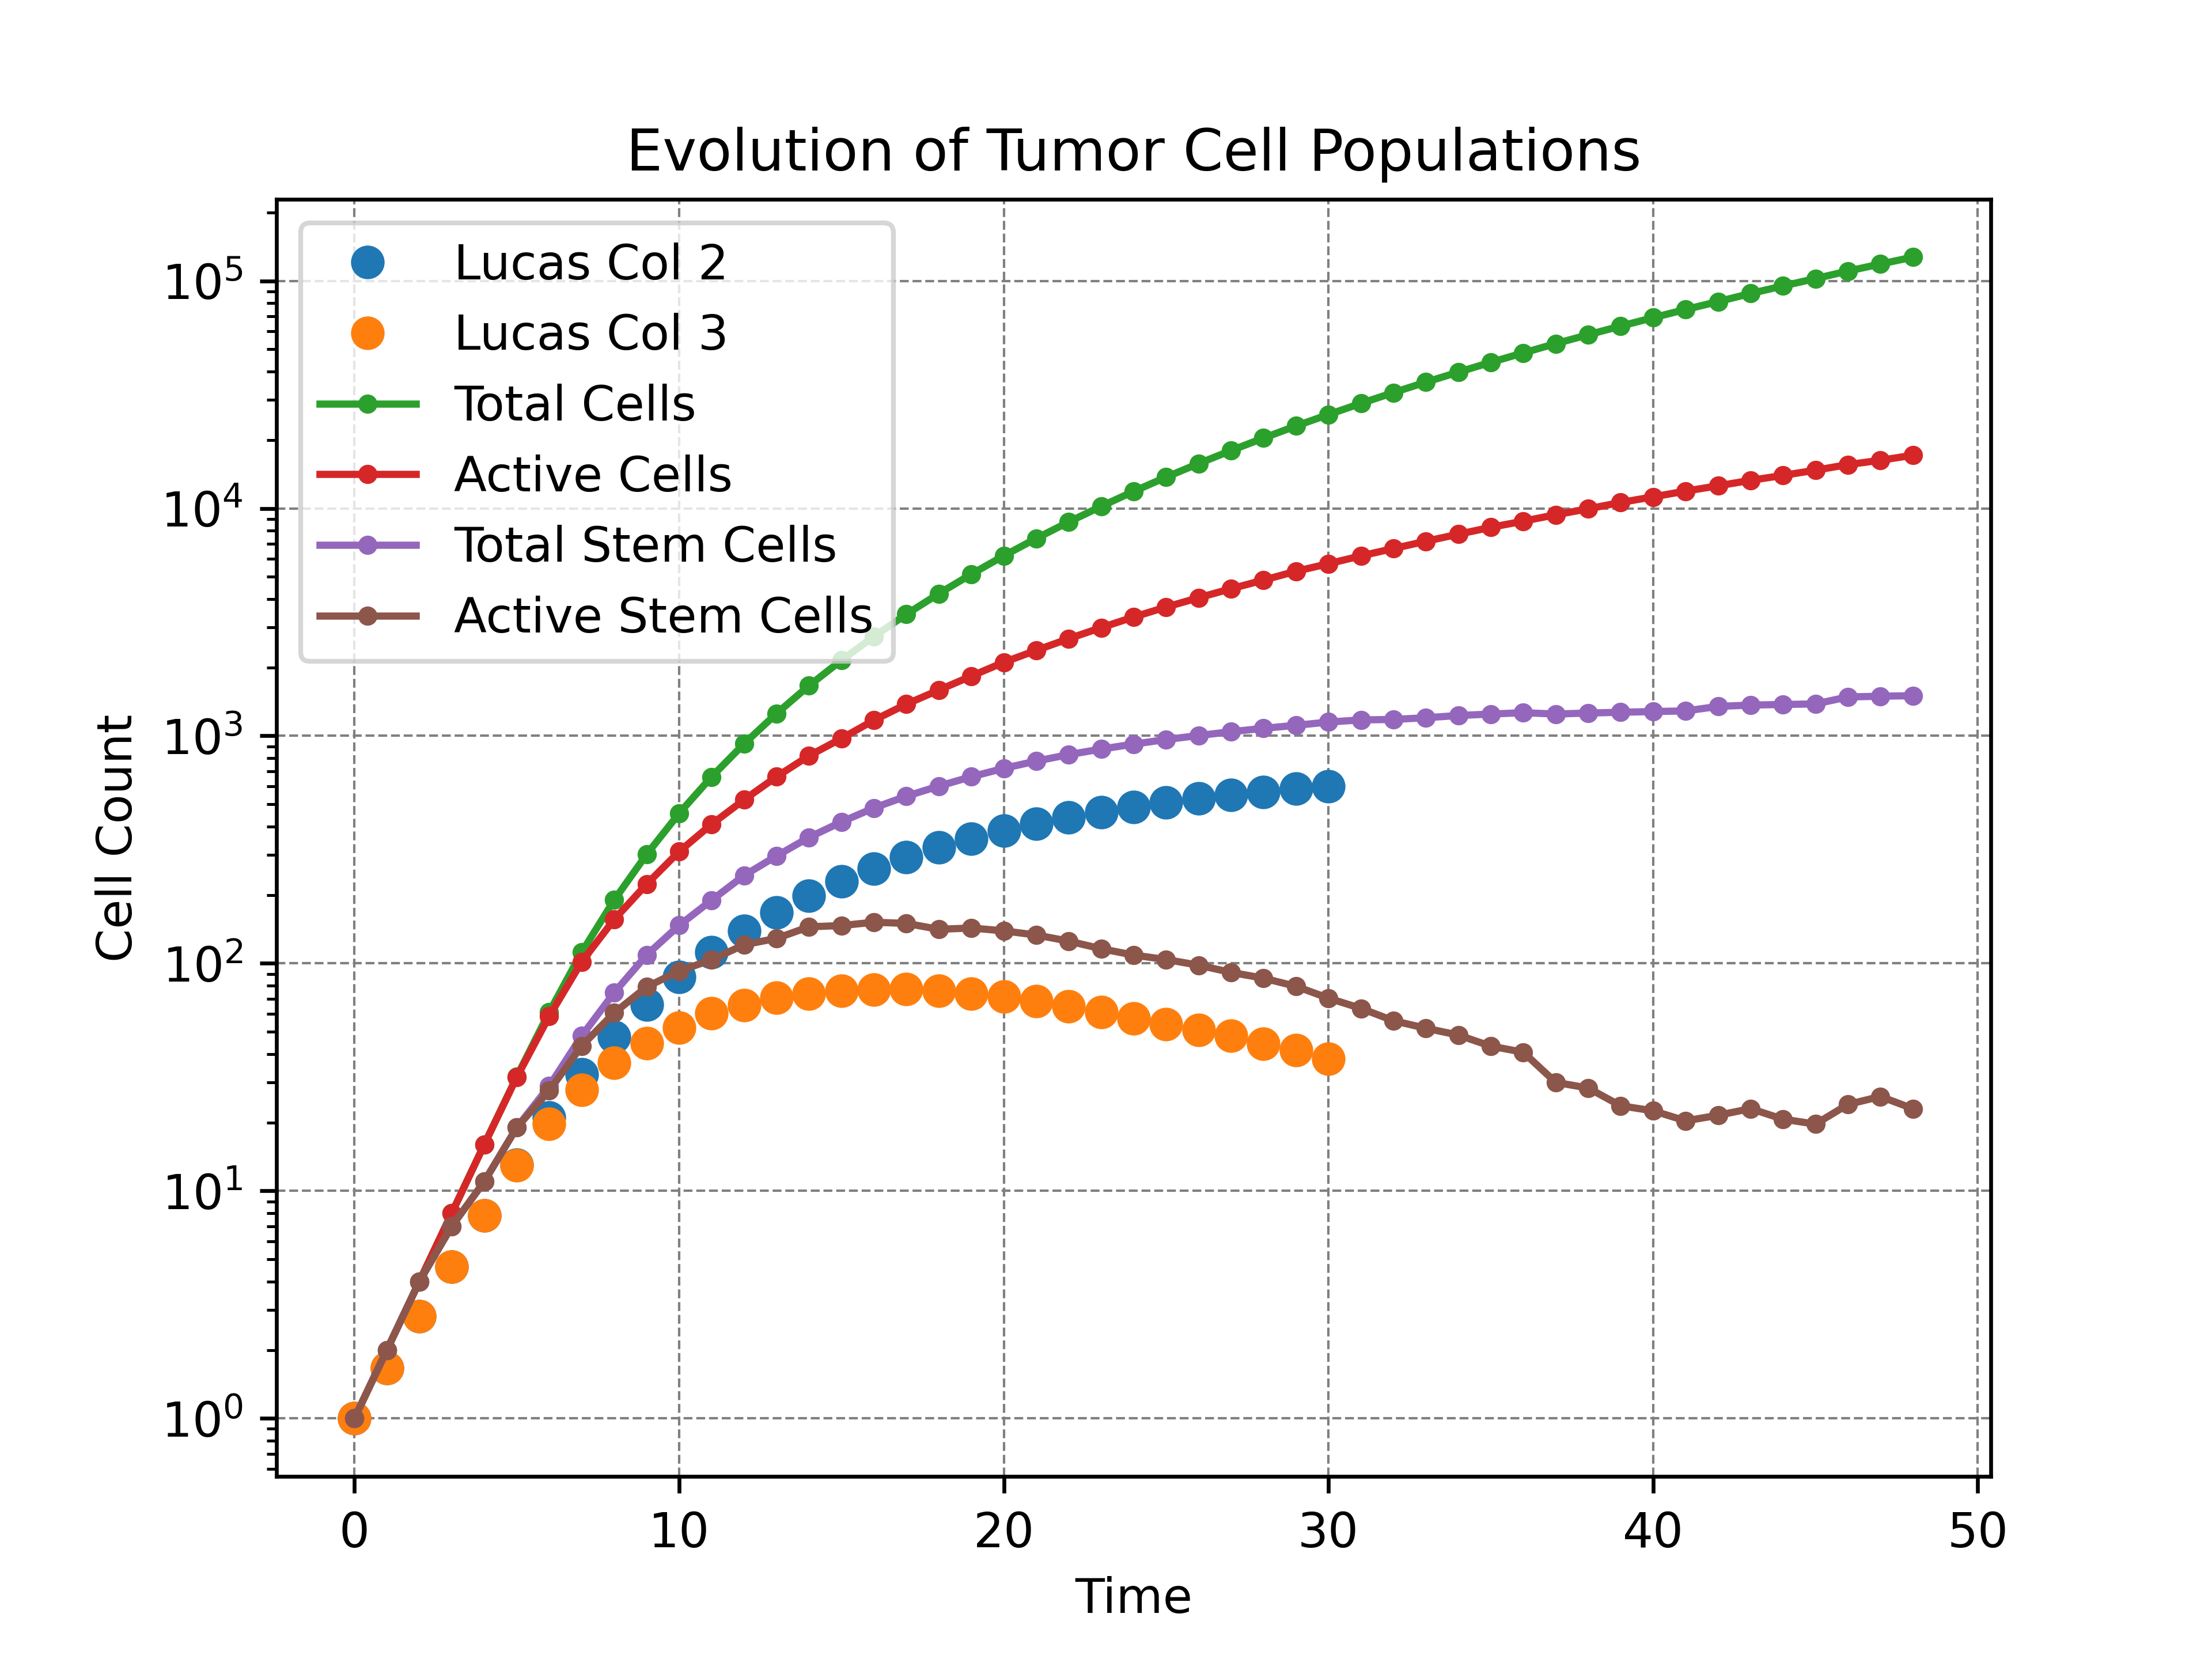 Evolution of Tumor Cell Populations
Lucas Col 2
Lucas Col 3
Total Cells
Active Cells
Total Stem Cells
Active Stem Cells
Cell Count
10⁵
10⁴
10³
10²
10¹
10⁰
0 10 20 30 40 50
Time